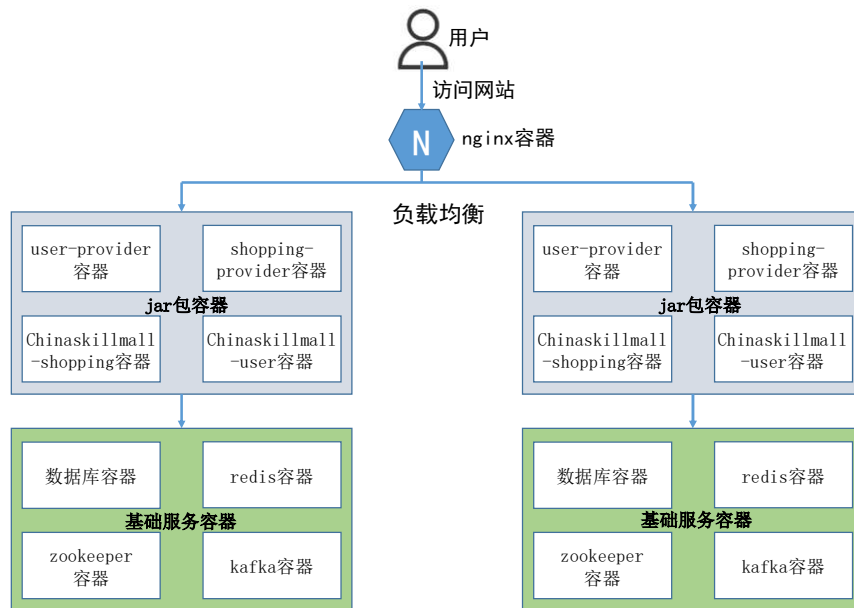 用户
访问网站
N
nginx容器
负载均衡
user-provider
容器
shopping-
provider容器
jar包容器
Chinaskillmall
-shopping容器
Chinaskillmall
-user容器
user-provider
容器
shopping-
provider容器
jar包容器
Chinaskillmall
-shopping容器
Chinaskillmall
-user容器
数据库容器
redis容器
基础服务容器
zookeeper
容器
kafka容器
数据库容器
redis容器
基础服务容器
zookeeper
容器
kafka容器